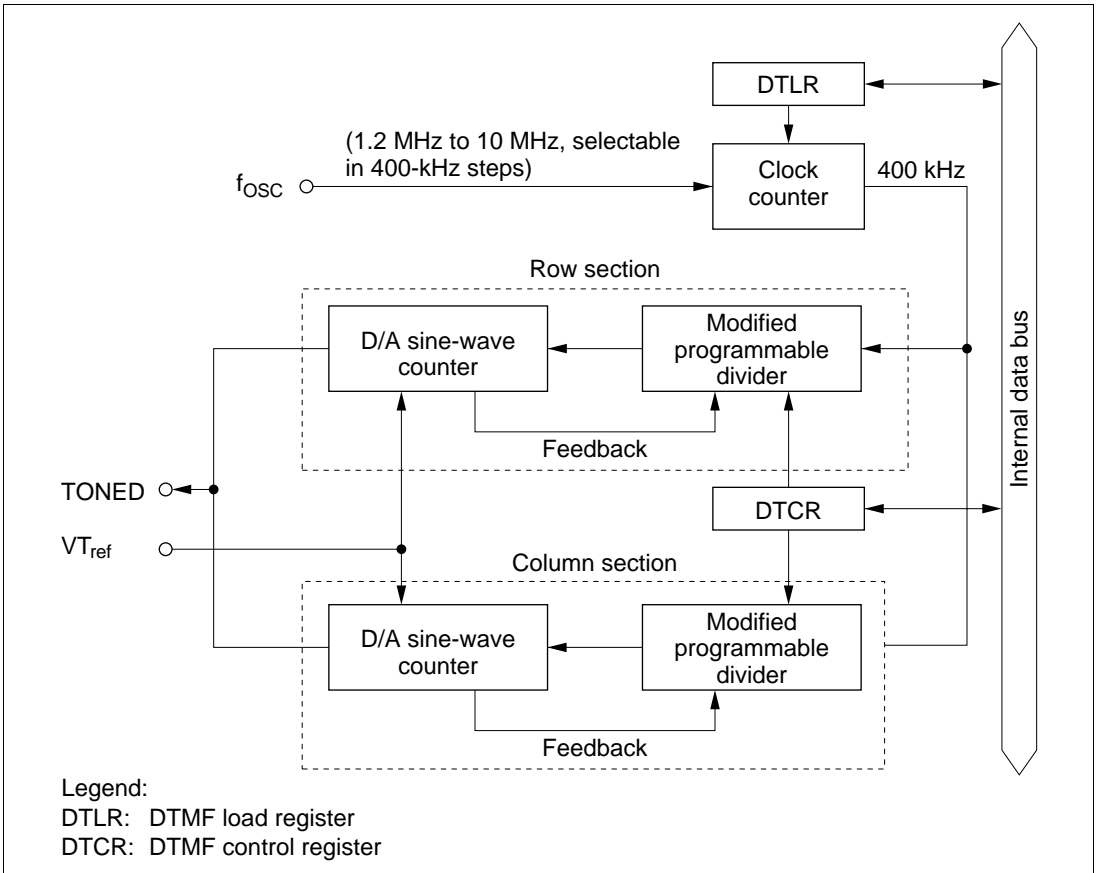 DTLR
(1.2 MHz to 10 MHz, selectable
in 400-kHz steps)
fOSC
Clock
counter
400 kHz
Row section
D/A sine-wave
counter
Modified
programmable
divider
Feedback
Internal data bus
TONED
DTCR
VTref
Column section
D/A sine-wave
counter
Modified
programmable
divider
Feedback
Legend:
DTLR: DTMF load register
DTCR: DTMF control register